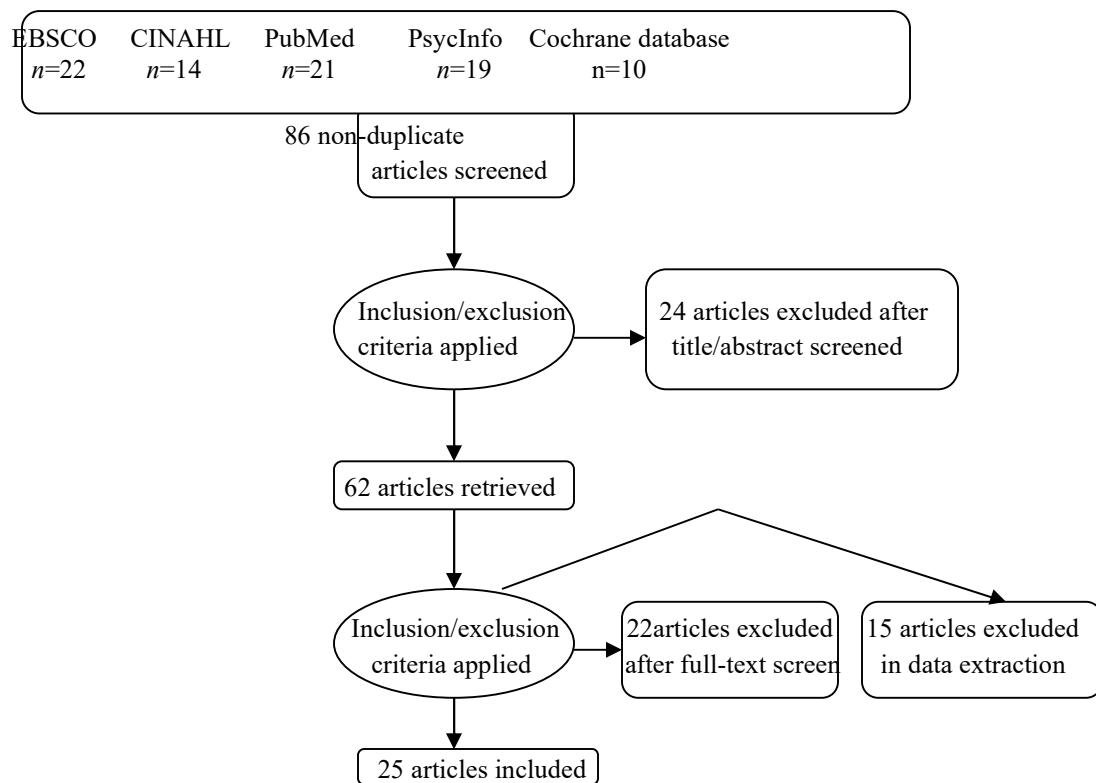 EBSCO CINAHL PubMed PsycInfo Cochrane database
n=22 n=14 n=21 n=19 n=10
86 non-duplicate
articles screened
Inclusion/exclusion
criteria applied
24 articles excluded after
title/abstract screened
62 articles retrieved
Inclusion/exclusion
criteria applied
22articles excluded
after full-text screen
15 articles excluded
in data extraction
25 articles included